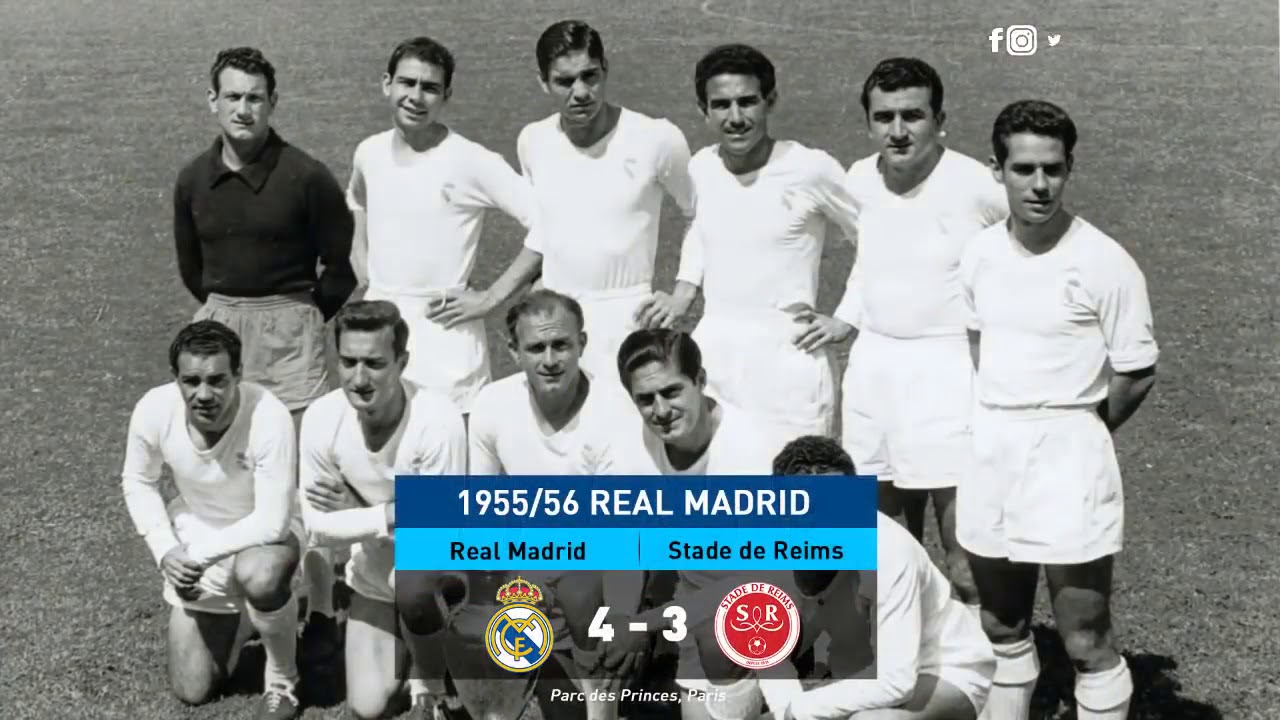 1955/56 REAL MADRID
Real Madrid
Stade de Reims
4 - 3
STADE DE REIMS
SR
Parc des Princes, Paris